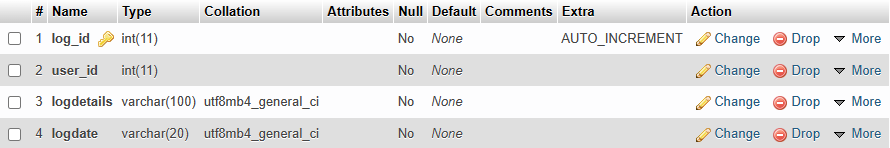 # Name Type Collation Attributes Null Default Comments Extra Action
1 log_id int(11) No None AUTO_INCREMENT Change Drop More
2 user_id int(11) No None Change Drop More
3 logdetails varchar(100) utf8mb4_general_ci No None Change Drop More
4 logdate varchar(20) utf8mb4_general_ci No None Change Drop More